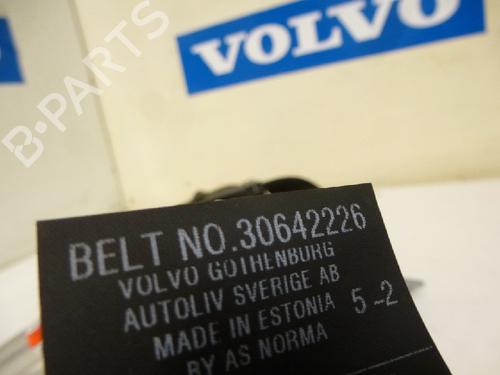 VOLVO
B-PARTS
BELT NO.30642226
VOLVO GOTHENBURG
AUTOLIV SVERIGE AB
MADE IN ESTONIA 5-2
BY AS NORMA